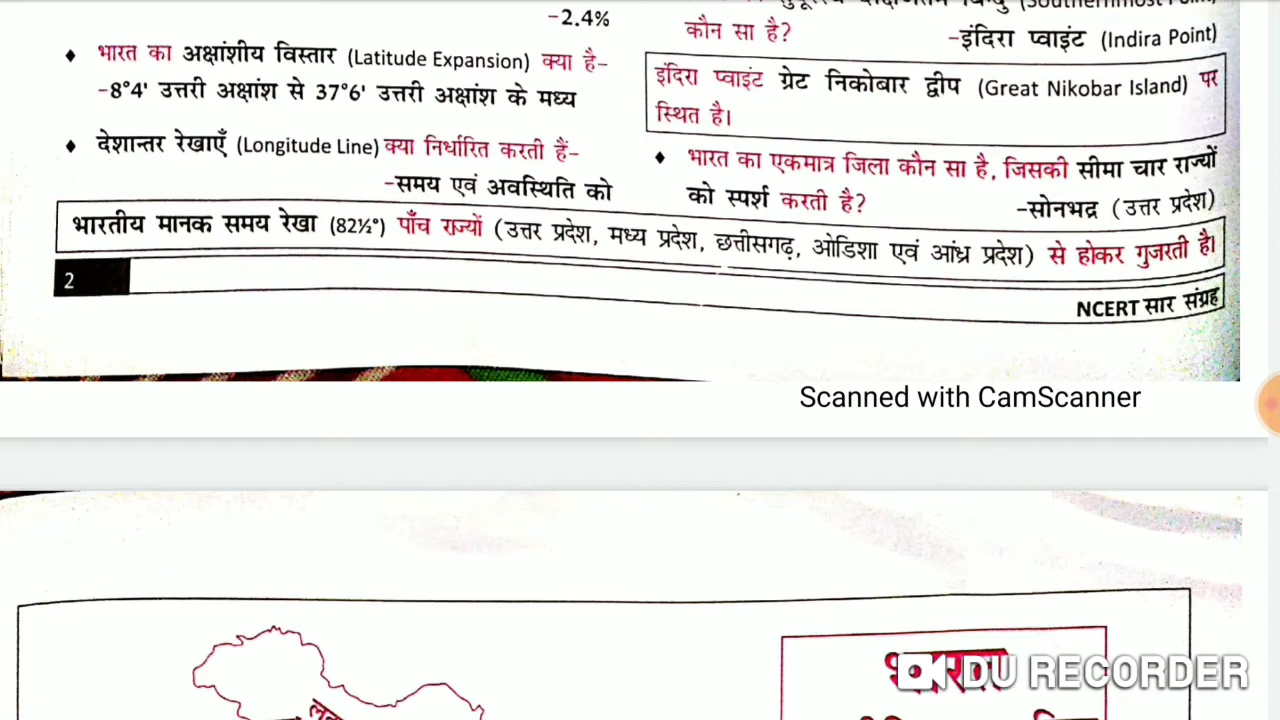 -2.4%
♦ भारत का अक्षांशीय विस्तार (Latitude Expansion) क्या है-
-8°4' उत्तरी अक्षांश से 37°6' उत्तरी अक्षांश के मध्य
♦ देशान्तर रेखाएँ (Longitude Line) क्या निर्धारित करती हैं-
-समय एवं अवस्थिति को
कौन सा है?
-इंदिरा प्वाइंट (Indira Point)
इंदिरा प्वाइंट ग्रेट निकोबार द्वीप (Great Nikobar Island) पर
स्थित है।
♦ भारत का एकमात्र जिला कौन सा है, जिसकी सीमा चार राज्यों
को स्पर्श करती है?
-सोनभद्र (उत्तर प्रदेश)
भारतीय मानक समय रेखा (82½°) पाँच राज्यों (उत्तर प्रदेश, मध्य प्रदेश, छत्तीसगढ़, ओडिशा एवं आंध्र प्रदेश) से होकर गुजरती है।
2
NCERT सार संग्रह
Scanned with CamScanner
भारत
DU RECORDER